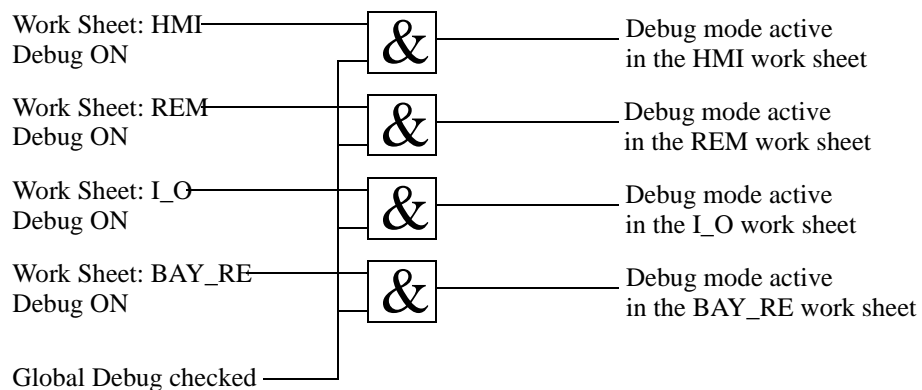 Work Sheet: HMI
Debug ON
&
Debug mode active
in the HMI work sheet
Work Sheet: REM
Debug ON
&
Debug mode active
in the REM work sheet
Work Sheet: I_O
Debug ON
&
Debug mode active
in the I_O work sheet
Work Sheet: BAY_RE
Debug ON
&
Debug mode active
in the BAY_RE work sheet
Global Debug checked